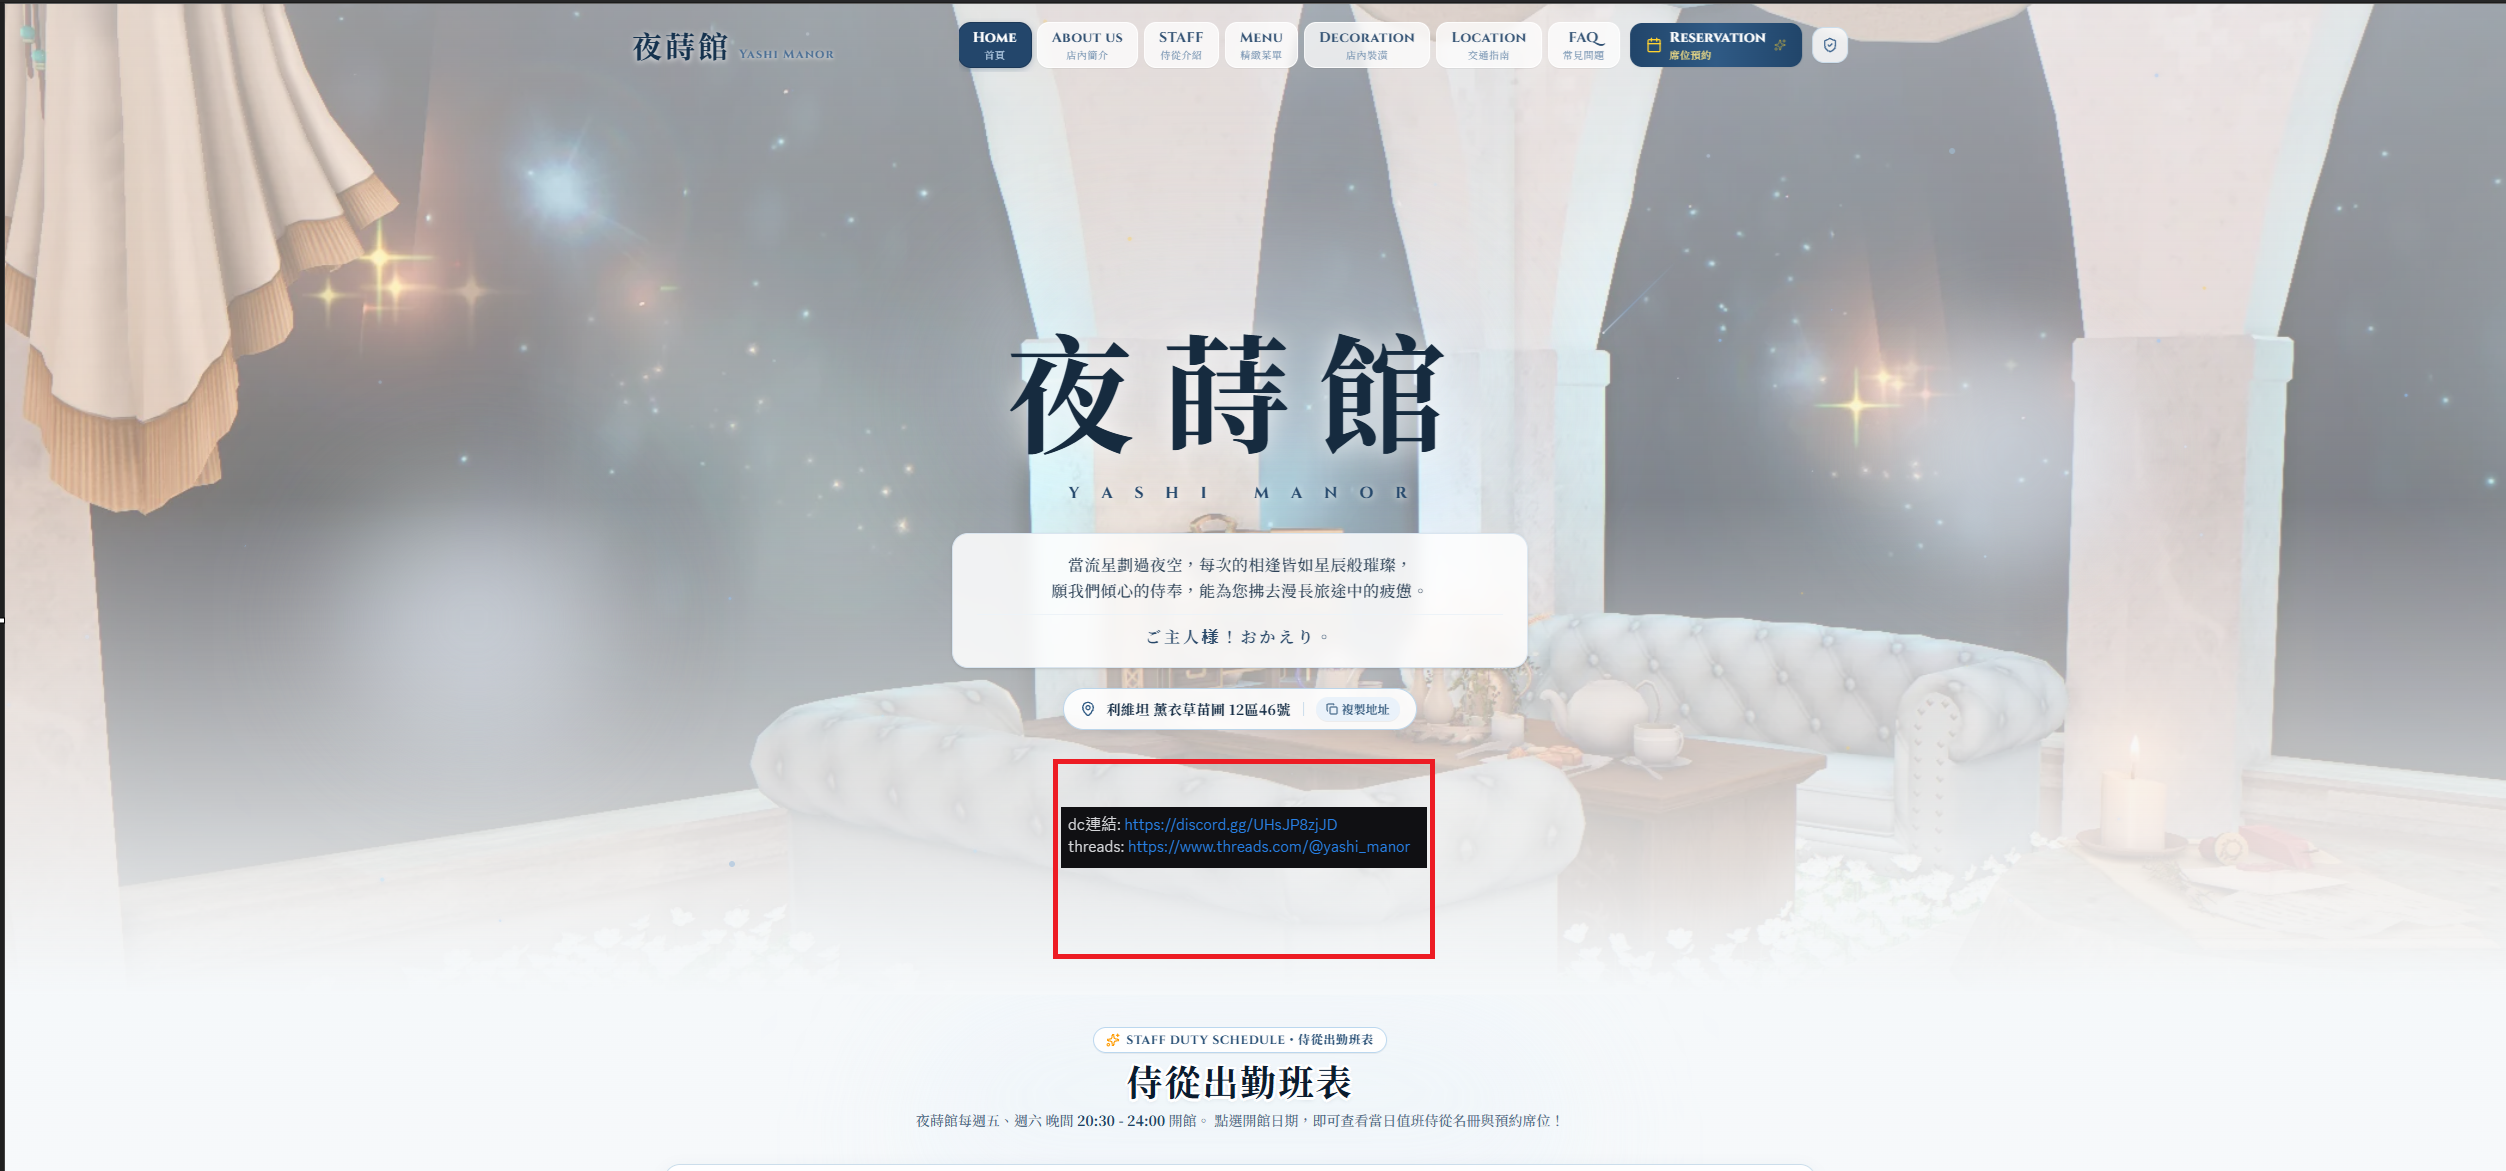 夜蒔館 Yashi Manor
Home
首頁
About us
店內簡介
STAFF
侍從介紹
Menu
精緻菜單
Decoration
店內裝潢
Location
交通指南
FAQ
常見問題
Reservation
席位預約
夜蒔館
YASHI MANOR
當流星劃過夜空，每次的相逢皆如星辰般璀璨，
願我們傾心的侍奉，能為您拂去漫長旅途中的疲憊。
ご主人様！おかえり。
利維坦 薰衣草苗圃 12區46號
複製地址
dc連結: https://discord.gg/UHsJP8zjJD
threads: https://www.threads.com/@yashi_manor
STAFF DUTY SCHEDULE・侍從出勤班表
侍從出勤班表
夜蒔館每週五、週六 晚間 20:30 - 24:00 開館。 點選開館日期，即可查看當日值班侍從名冊與預約席位！